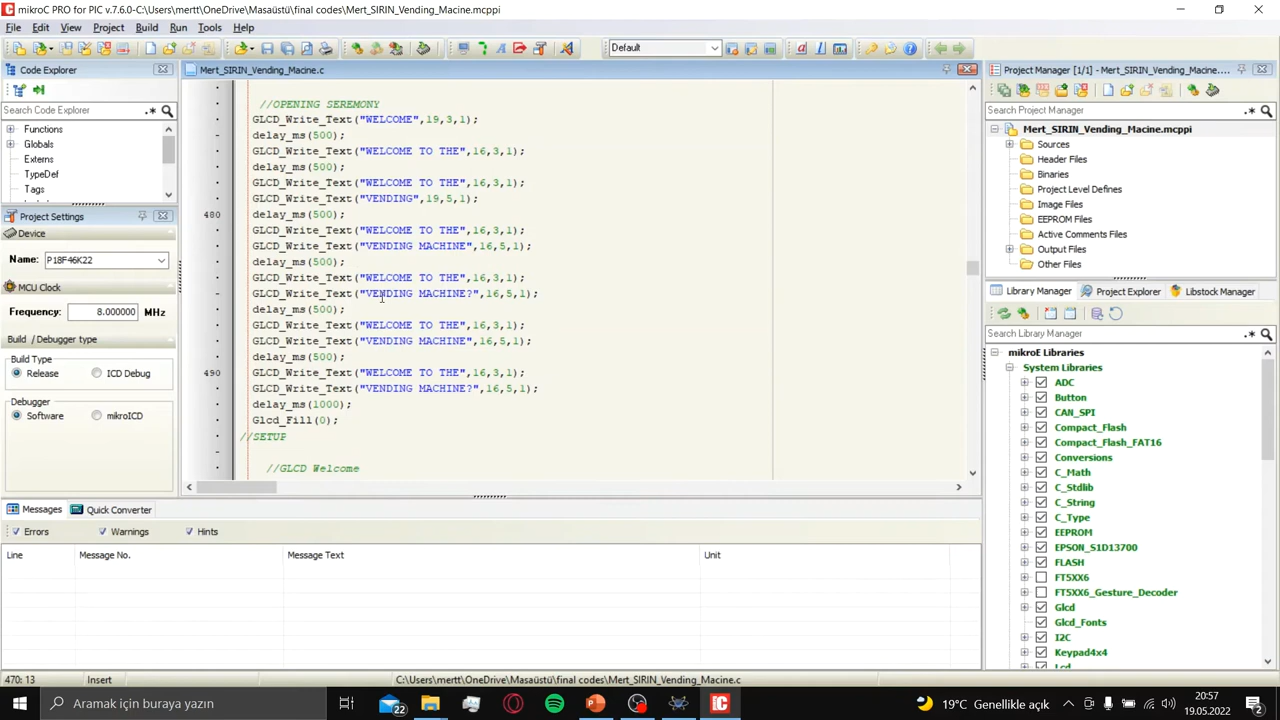 mikroC PRO for PIC v.7.6.0-C:\Users\mertt\OneDrive\Masaüstü\final codes\Mert_SIRIN_Vending_Macine.mcppi
File Edit View Project Build Run Tools Help
Default
Code Explorer
Search Code Explorer
Functions
Globals
Externs
TypeDef
Tags
Project Settings
Device
Name: P18F46K22
MCU Clock
Frequency: 8.000000 MHz
Build / Debugger type
Build Type
Release ICD Debug
Debugger
Software mikroICD
Mert_SIRIN_Vending_Macine.c
//OPENING SEREMONY
GLCD_Write_Text("WELCOME",19,3,1);
delay_ms(500);
GLCD_Write_Text("WELCOME TO THE",16,3,1);
delay_ms(500);
GLCD_Write_Text("WELCOME TO THE",16,3,1);
GLCD_Write_Text("VENDING",19,5,1);
480 delay_ms(500);
GLCD_Write_Text("WELCOME TO THE",16,3,1);
GLCD_Write_Text("VENDING MACHINE",16,5,1);
delay_ms(500);
GLCD_Write_Text("WELCOME TO THE",16,3,1);
GLCD_Write_Text("VENDING MACHINE?",16,5,1);
delay_ms(500);
GLCD_Write_Text("WELCOME TO THE",16,3,1);
GLCD_Write_Text("VENDING MACHINE",16,5,1);
delay_ms(500);
490 GLCD_Write_Text("WELCOME TO THE",16,3,1);
GLCD_Write_Text("VENDING MACHINE?",16,5,1);
delay_ms(1000);
Glcd_Fill(0);
//SETUP
//GLCD Welcome
Project Manager [1/1] - Mert_SIRIN_Vending_Macine....
Search Project Manager
Mert_SIRIN_Vending_Macine.mcppi
Sources
Header Files
Binaries
Project Level Defines
Image Files
EEPROM Files
Active Comments Files
Output Files
Other Files
Library Manager Project Explorer Libstock Manager
Search Library Manager
mikroE Libraries
System Libraries
ADC
Button
CAN_SPI
Compact_Flash
Compact_Flash_FAT16
Conversions
C_Math
C_Stdlib
C_String
C_Type
EEPROM
EPSON_S1D13700
FLASH
FT5XX6
FT5XX6_Gesture_Decoder
Glcd
Glcd_Fonts
I2C
Keypad4x4
Lcd
Messages Quick Converter
Errors Warnings Hints
Line Message No. Message Text Unit
470: 13 Insert C:\Users\mertt\OneDrive\Masaüstü\final codes\Mert_SIRIN_Vending_Macine.c
Aramak için buraya yazın
22
19°C Genellikle açık
20:57
19.05.2022
2